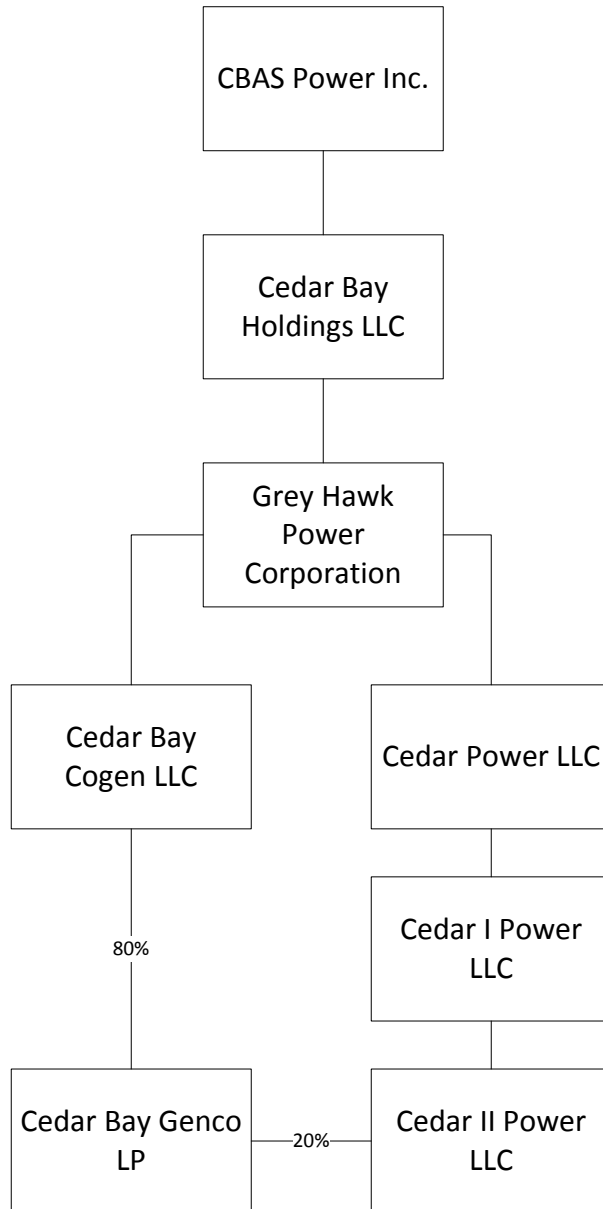 CBAS Power Inc.
Cedar Bay
Holdings LLC
Grey Hawk
Power
Corporation
Cedar Bay
Cogen LLC
Cedar Power LLC
Cedar I Power
LLC
80%
Cedar Bay Genco
LP
20%
Cedar II Power
LLC